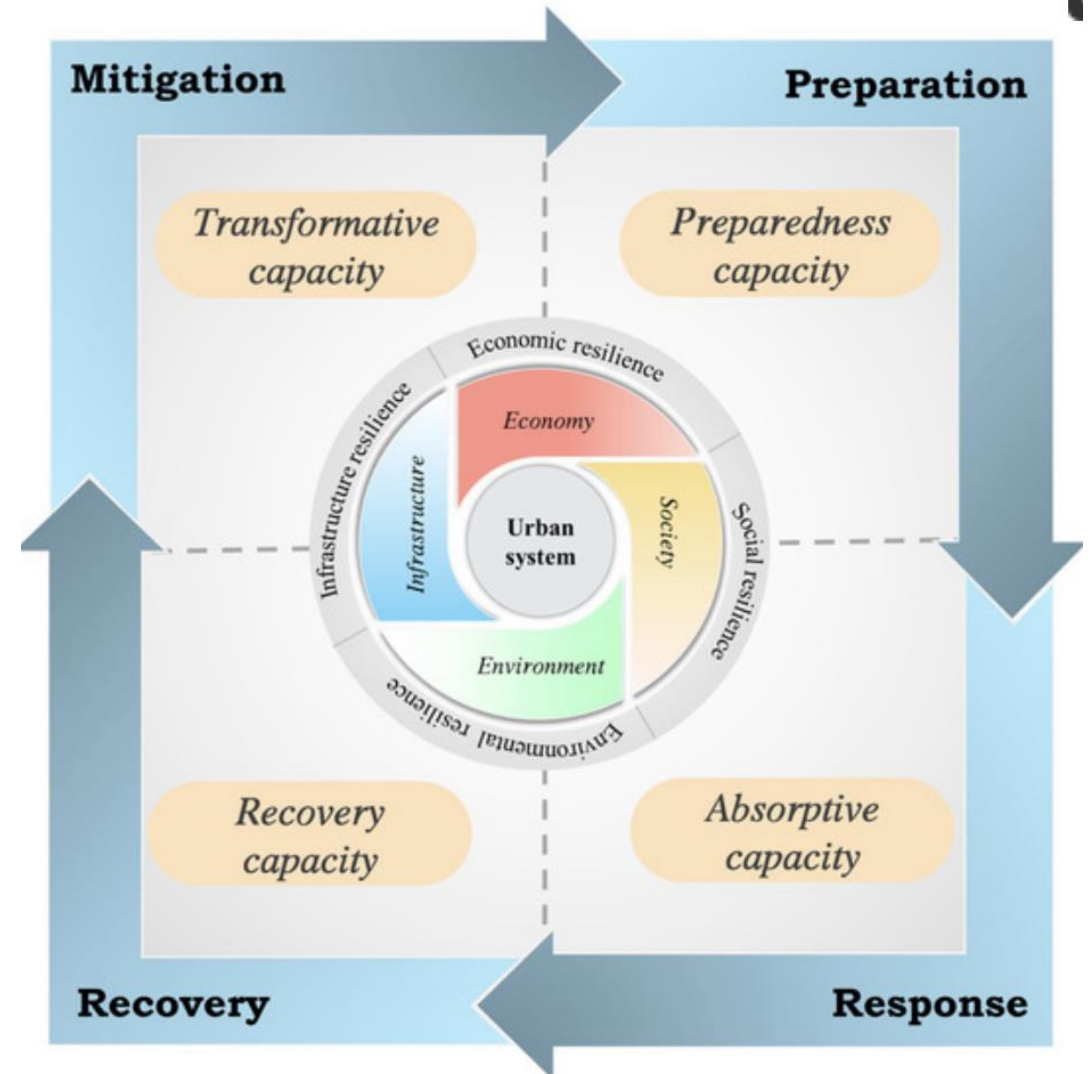 Mitigation
Preparation
Transformative
capacity
Preparedness
capacity
Economic resilience
Infrastructure resilience
Economy
Infrastructure
Urban
system
Society
Social resilience
Environment
Environmental resilience
Recovery
capacity
Absorptive
capacity
Recovery
Response